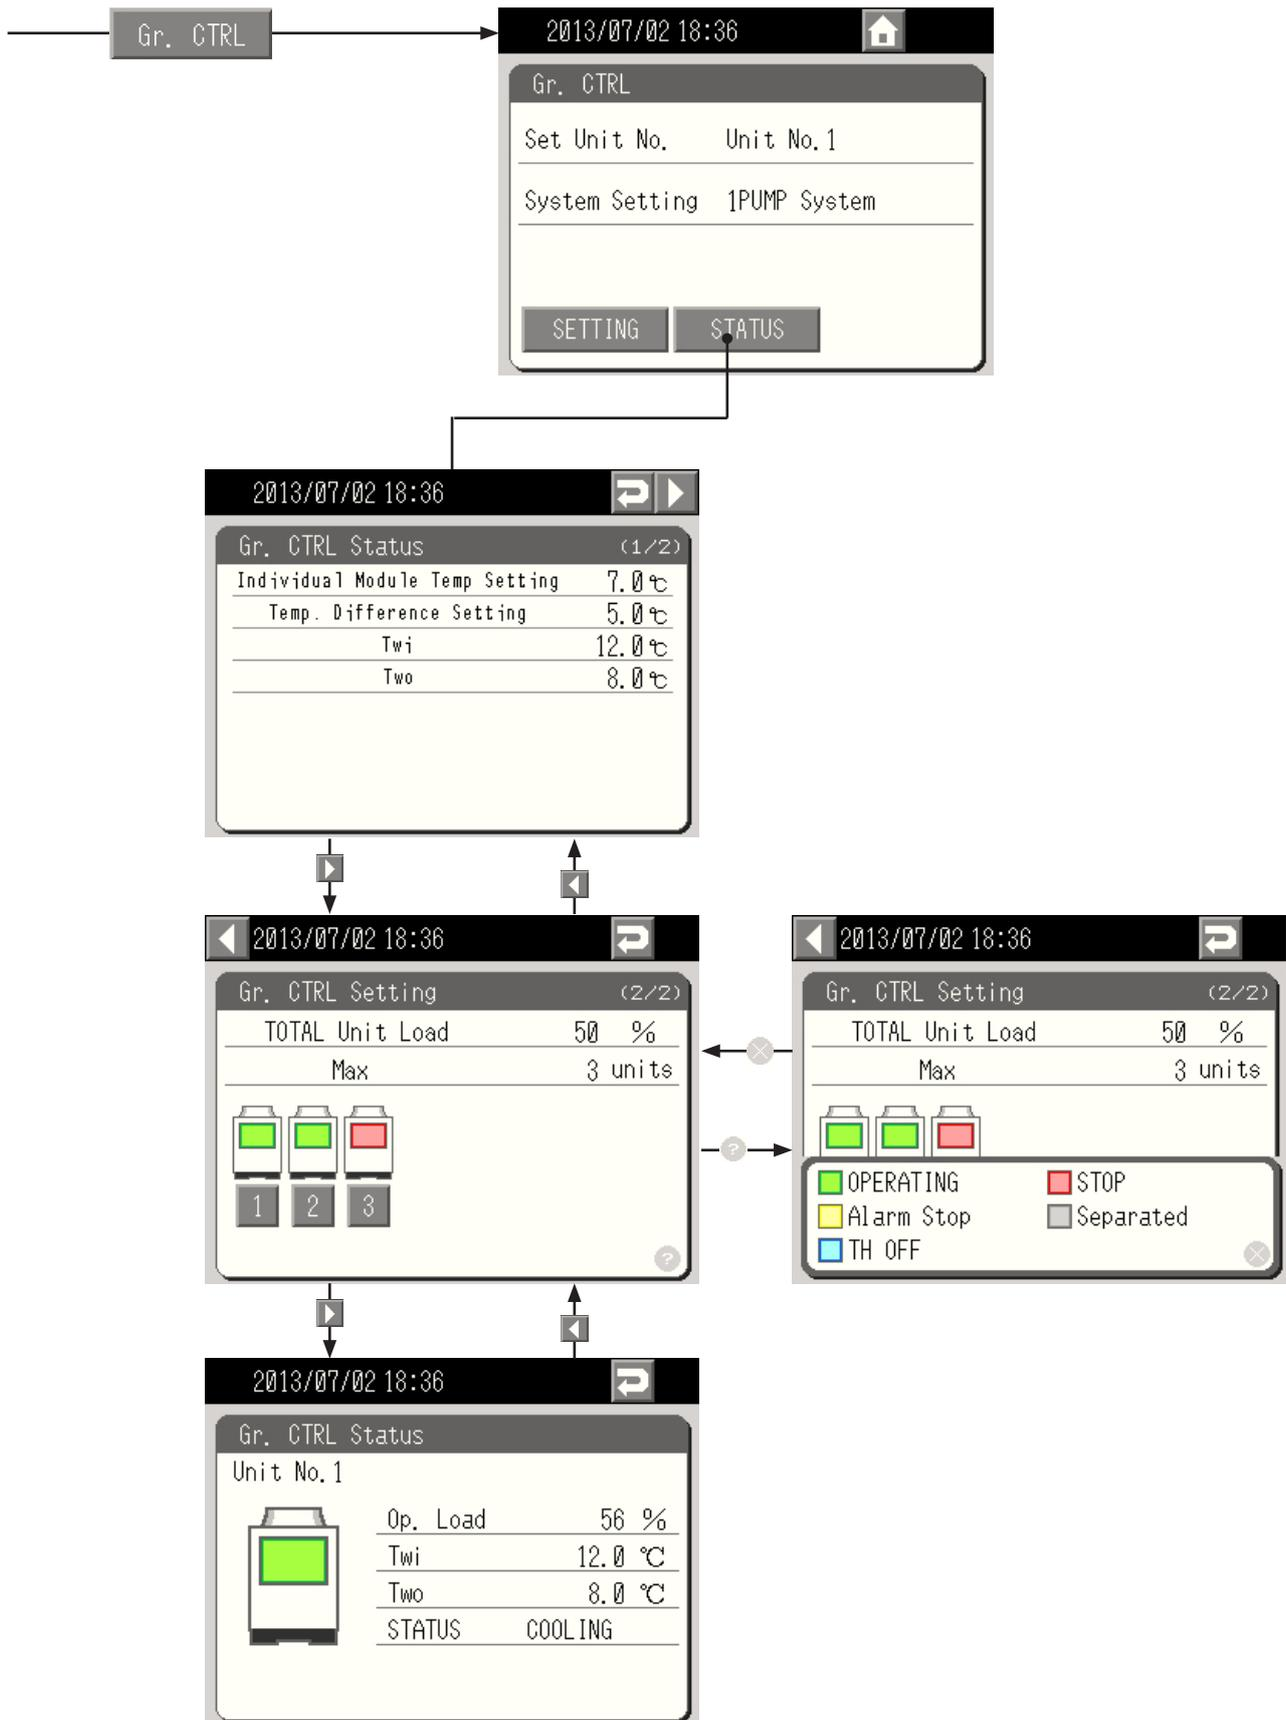 Gr. CTRL
2013/07/02 18:36
Gr. CTRL
Set Unit No. Unit No.1
System Setting 1PUMP System
SETTING STATUS
2013/07/02 18:36
Gr. CTRL Status (1/2)
Individual Module Temp Setting 7.0℃
Temp. Difference Setting 5.0℃
Twi 12.0℃
Two 8.0℃
2013/07/02 18:36
Gr. CTRL Setting (2/2)
TOTAL Unit Load 50 %
Max 3 units
1 2 3
?
?
2013/07/02 18:36
Gr. CTRL Setting (2/2)
TOTAL Unit Load 50 %
Max 3 units
OPERATING STOP
Alarm Stop Separated
TH OFF
2013/07/02 18:36
Gr. CTRL Status
Unit No.1
Op. Load 56 %
Twi 12.0 ℃
Two 8.0 ℃
STATUS COOLING